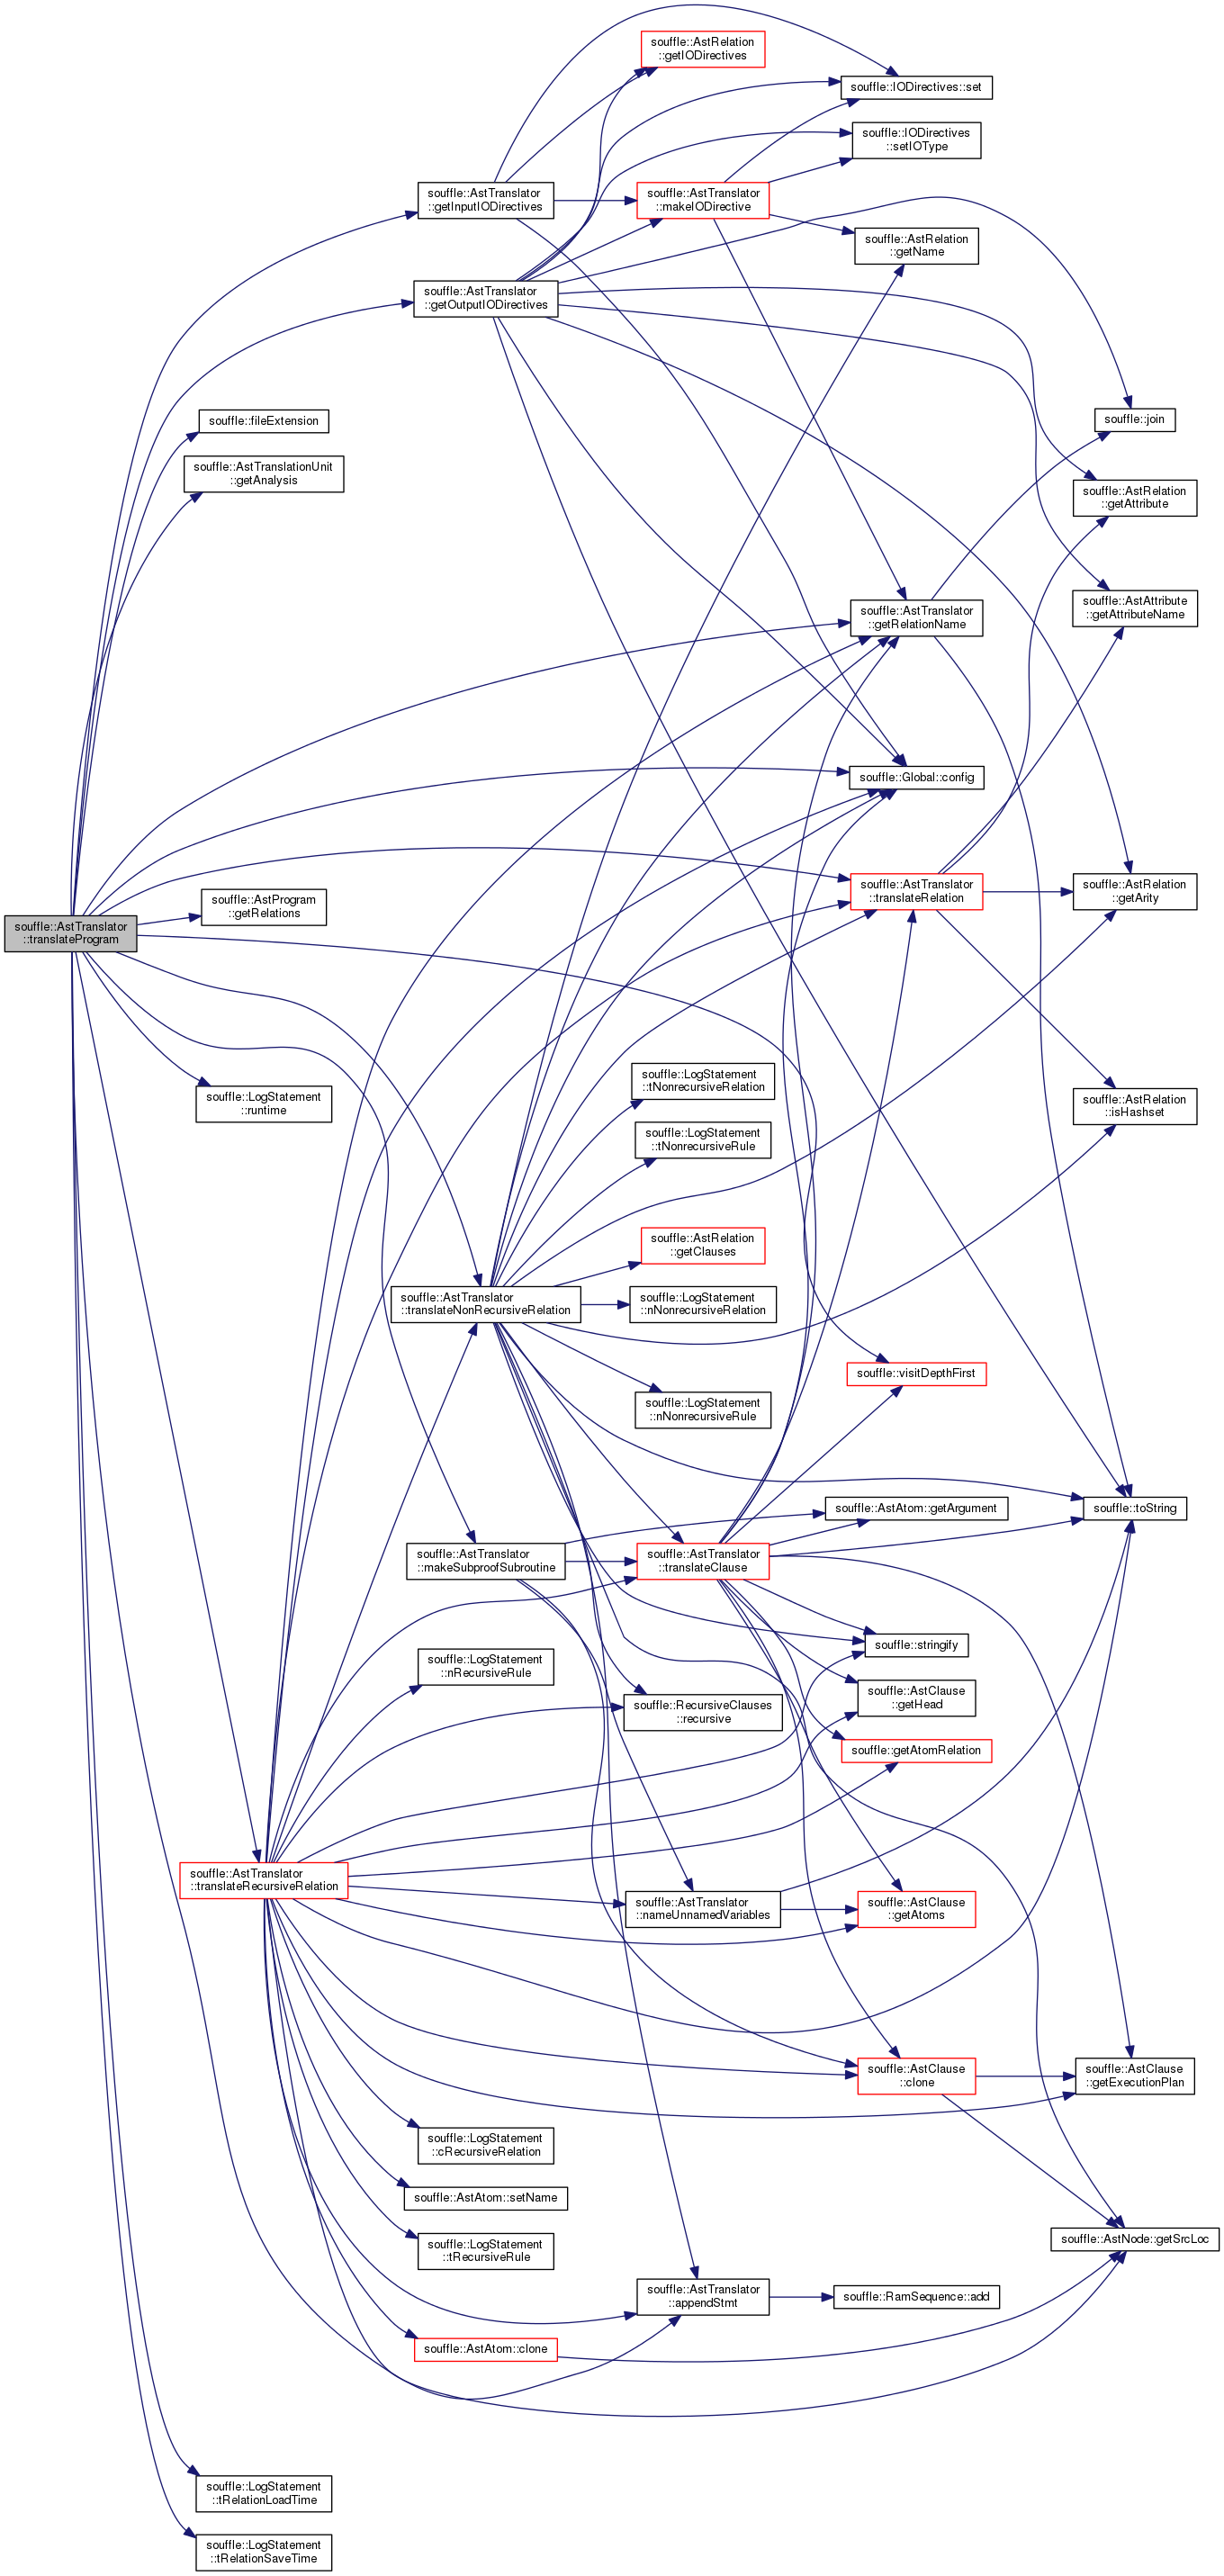 souffle::AstRelation
::getIODirectives
souffle::IODirectives::set
souffle::IODirectives
::setIOType
souffle::AstTranslator
::getInputIODirectives
souffle::AstTranslator
::makeIODirective
souffle::AstRelation
::getName
souffle::AstTranslator
::getOutputIODirectives
souffle::fileExtension
souffle::join
souffle::AstTranslationUnit
::getAnalysis
souffle::AstRelation
::getAttribute
souffle::AstTranslator
::getRelationName
souffle::AstAttribute
::getAttributeName
souffle::Global::config
souffle::AstTranslator
::translateRelation
souffle::AstRelation
::getArity
souffle::AstProgram
::getRelations
souffle::AstTranslator
::translateProgram
souffle::LogStatement
::tNonrecursiveRelation
souffle::LogStatement
::runtime
souffle::AstRelation
::isHashset
souffle::LogStatement
::tNonrecursiveRule
souffle::AstRelation
::getClauses
souffle::AstTranslator
::translateNonRecursiveRelation
souffle::LogStatement
::nNonrecursiveRelation
souffle::visitDepthFirst
souffle::LogStatement
::nNonrecursiveRule
souffle::AstAtom::getArgument
souffle::toString
souffle::AstTranslator
::makeSubproofSubroutine
souffle::AstTranslator
::translateClause
souffle::stringify
souffle::LogStatement
::nRecursiveRule
souffle::AstClause
::getHead
souffle::RecursiveClauses
::recursive
souffle::getAtomRelation
souffle::AstTranslator
::translateRecursiveRelation
souffle::AstTranslator
::nameUnnamedVariables
souffle::AstClause
::getAtoms
souffle::AstClause
::clone
souffle::AstClause
::getExecutionPlan
souffle::LogStatement
::cRecursiveRelation
souffle::AstAtom::setName
souffle::LogStatement
::tRecursiveRule
souffle::AstNode::getSrcLoc
souffle::AstTranslator
::appendStmt
souffle::RamSequence::add
souffle::AstAtom::clone
souffle::LogStatement
::tRelationLoadTime
souffle::LogStatement
::tRelationSaveTime